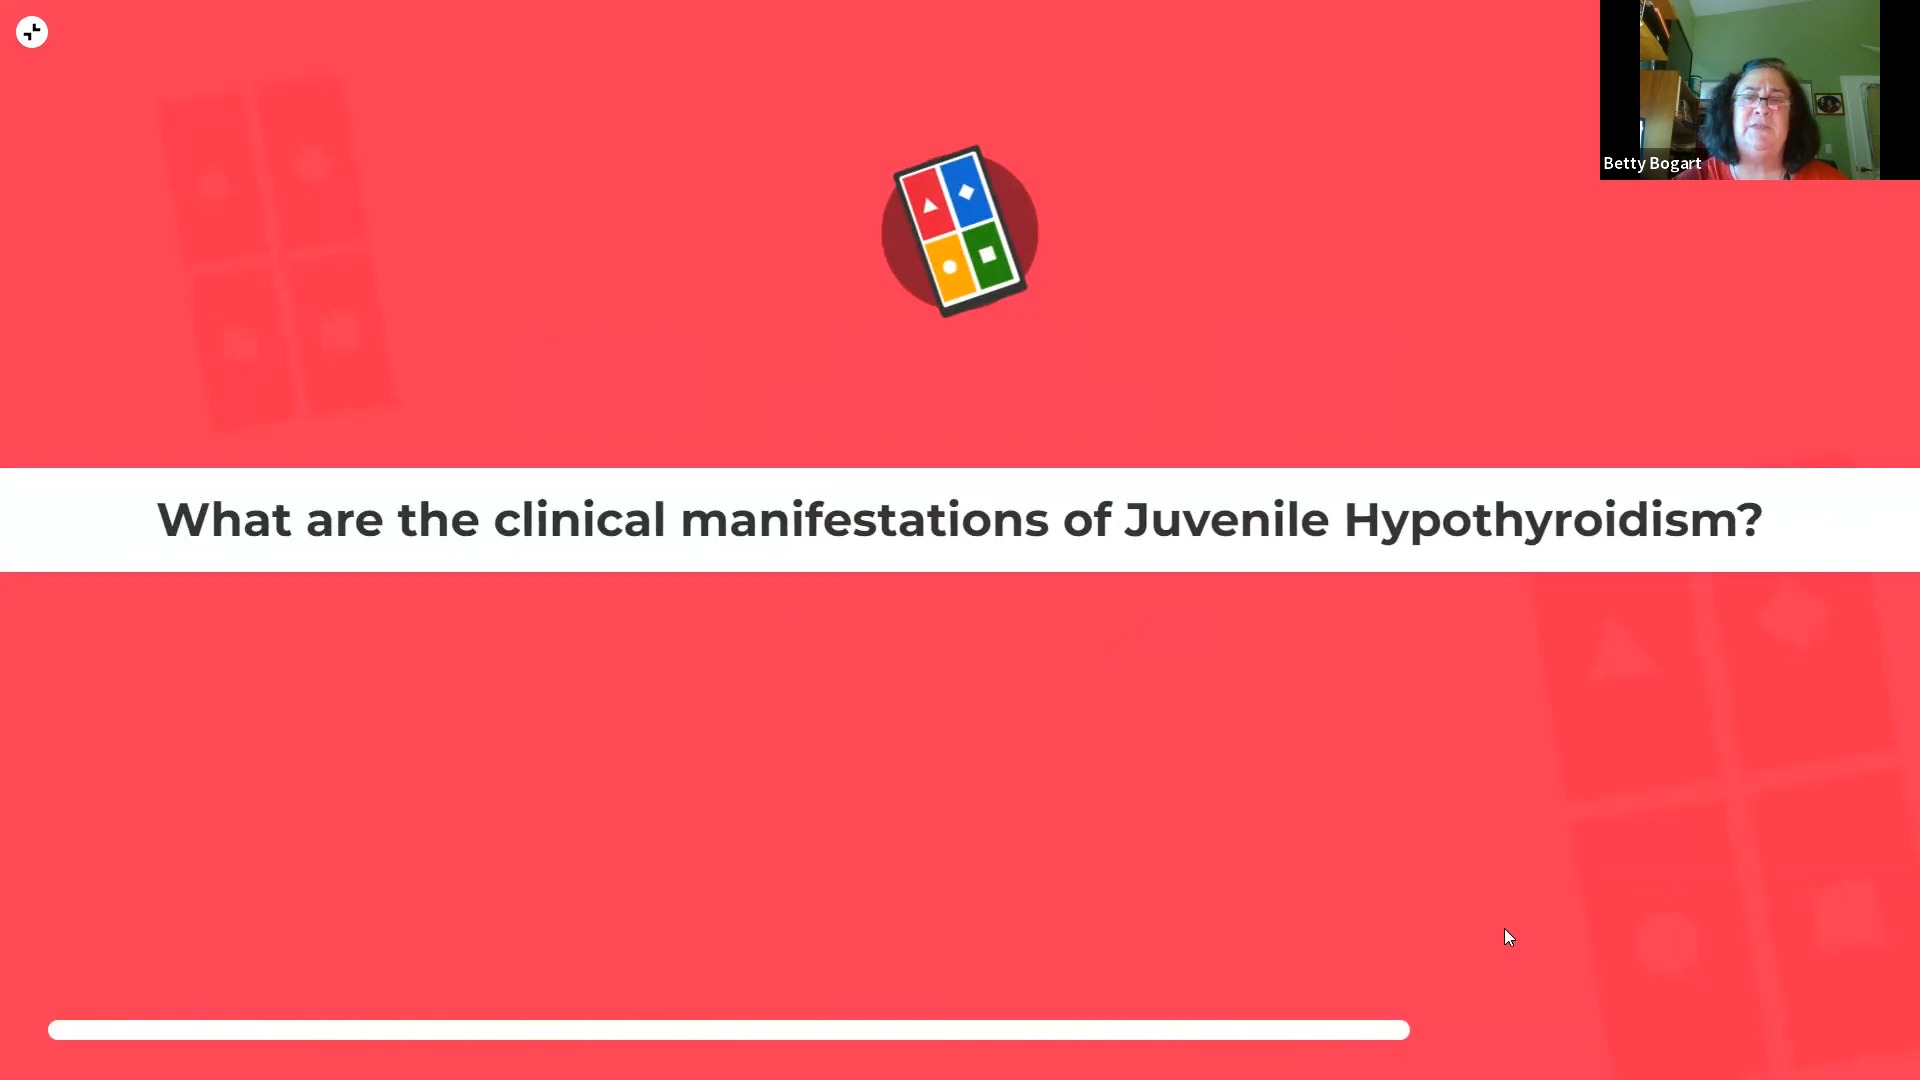 Betty Bogart
What are the clinical manifestations of Juvenile Hypothyroidism?